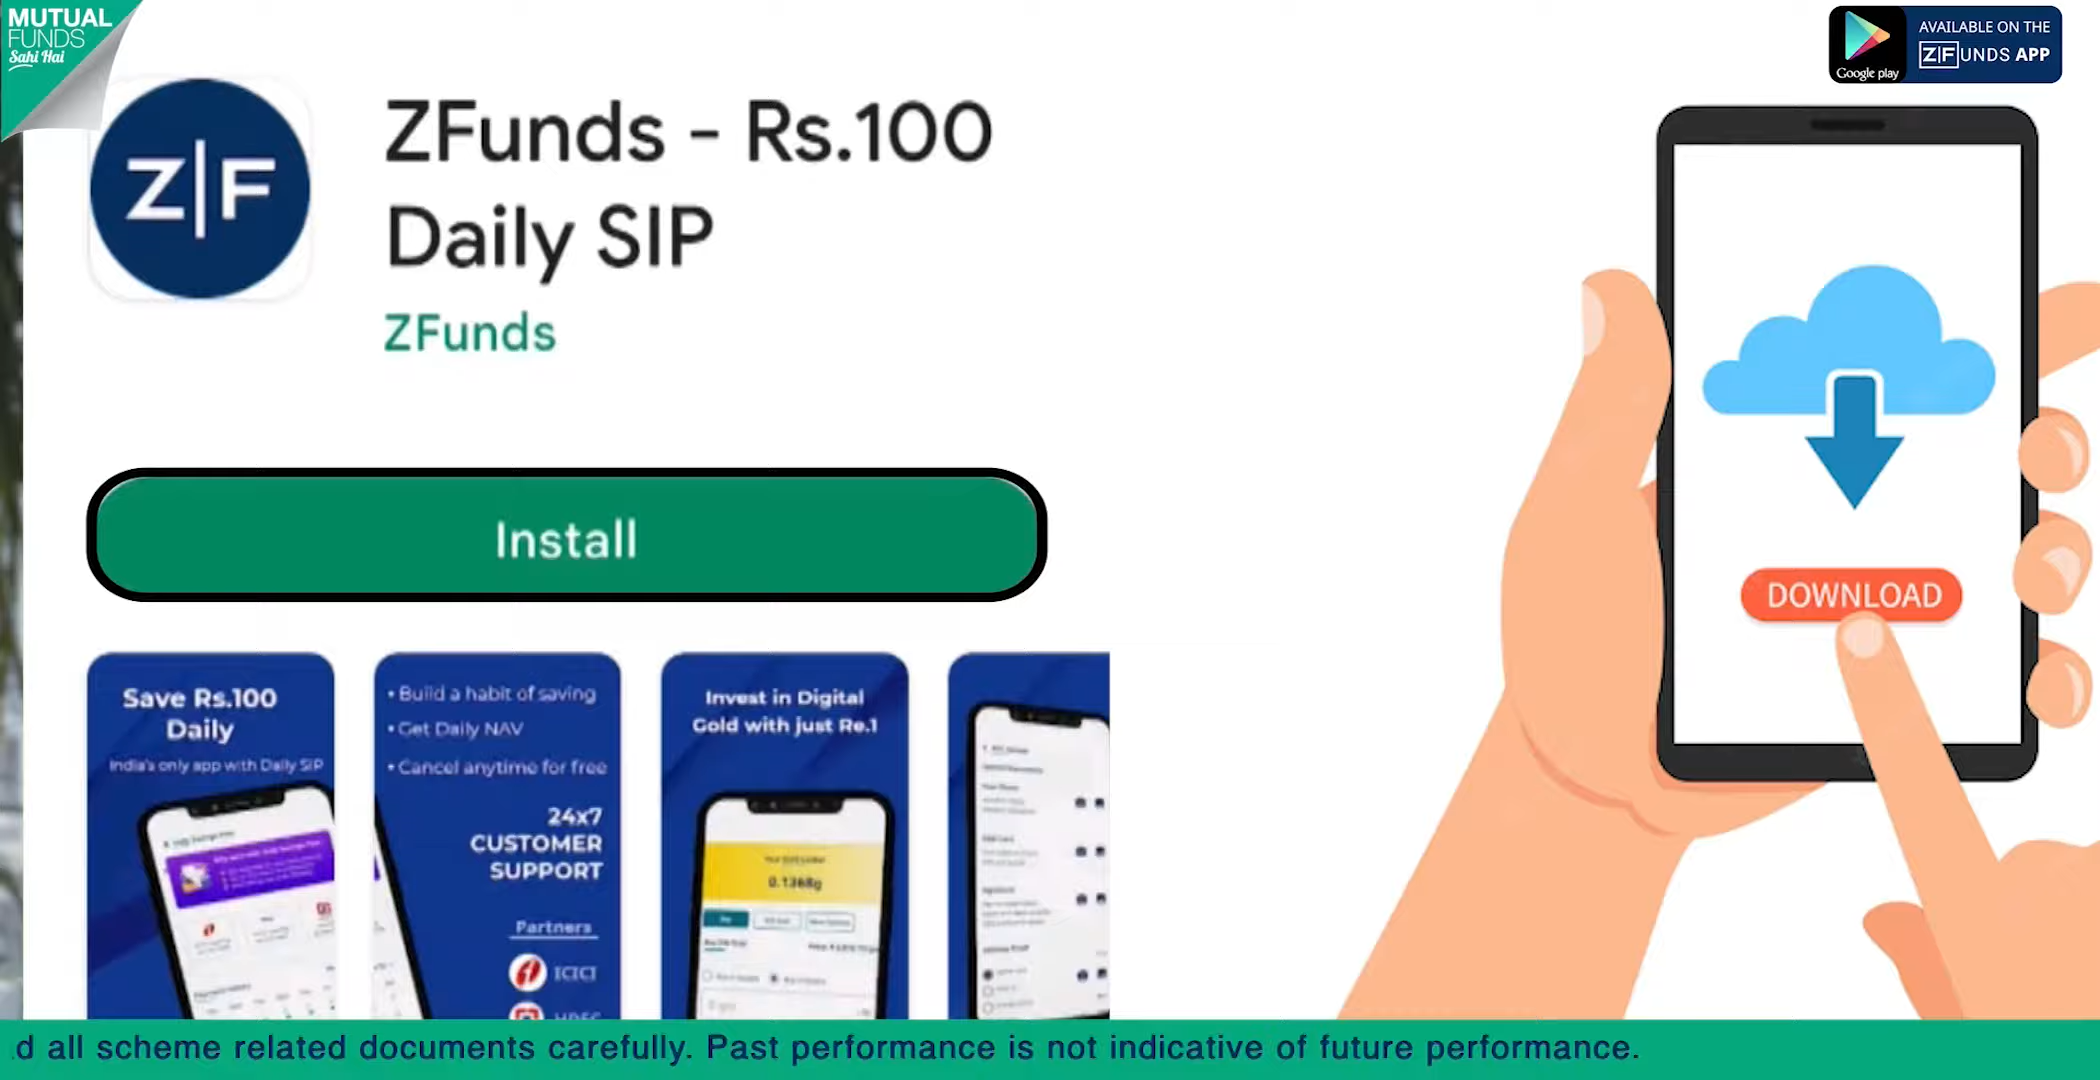 MUTUAL
FUNDS
Sahi Hai
Google play
AVAILABLE ON THE
Z|FUNDS APP
Z|F
ZFunds - Rs.100
Daily SIP
ZFunds
Install
DOWNLOAD
Save Rs.100
Daily
India's only app with Daily SIP
• Build a habit of saving
• Get Daily NAV
• Cancel anytime for free
24x7
CUSTOMER
SUPPORT
Partners
ICICI
HDFC
Invest in Digital
Gold with just Re.1
0.1368g
d all scheme related documents carefully. Past performance is not indicative of future performance.